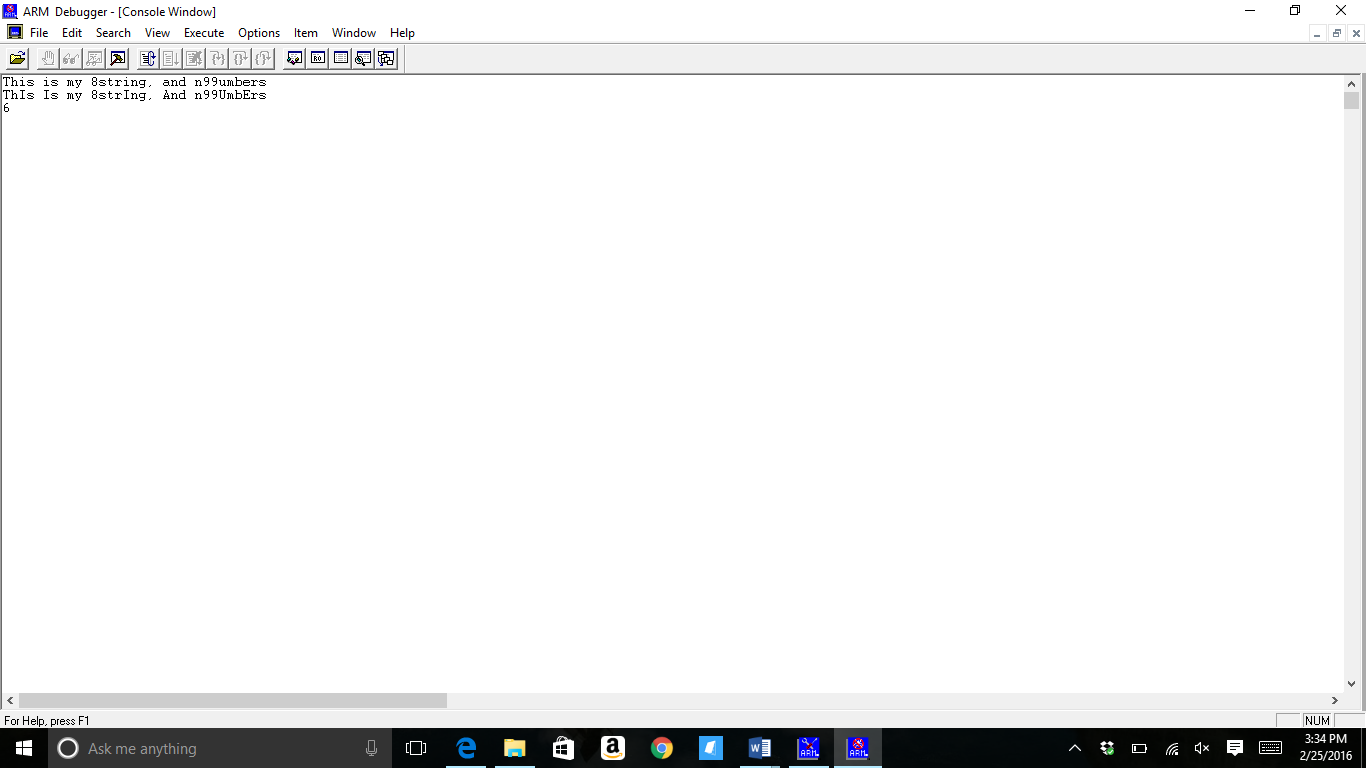 ARM Debugger - [Console Window]
File Edit Search View Execute Options Item Window Help
This is my 8string, and n99umbers
ThIs Is my 8strIng, And n99UmbErs
6
For Help, press F1
NUM
Ask me anything
3:34 PM
2/25/2016